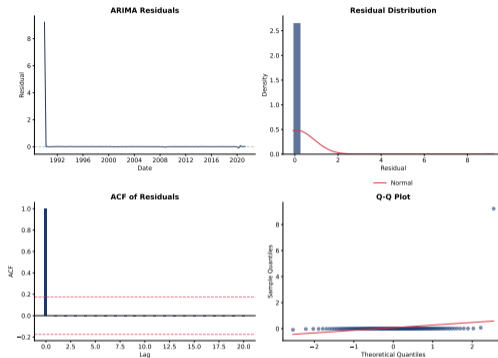 ARIMA Residuals
Residual
8
6
4
2
0
1992 1996 2000 2004 2008 2012 2016 2020
Date
Residual Distribution
Density
2.5
2.0
1.5
1.0
0.5
0.0
0 2 4 6 8
Residual
Normal
ACF of Residuals
ACF
1.0
0.8
0.6
0.4
0.2
0.0
−0.2
0.0 2.5 5.0 7.5 10.0 12.5 15.0 17.5 20.0
Lag
Q-Q Plot
Sample Quantiles
8
6
4
2
0
−2 −1 0 1 2
Theoretical Quantiles